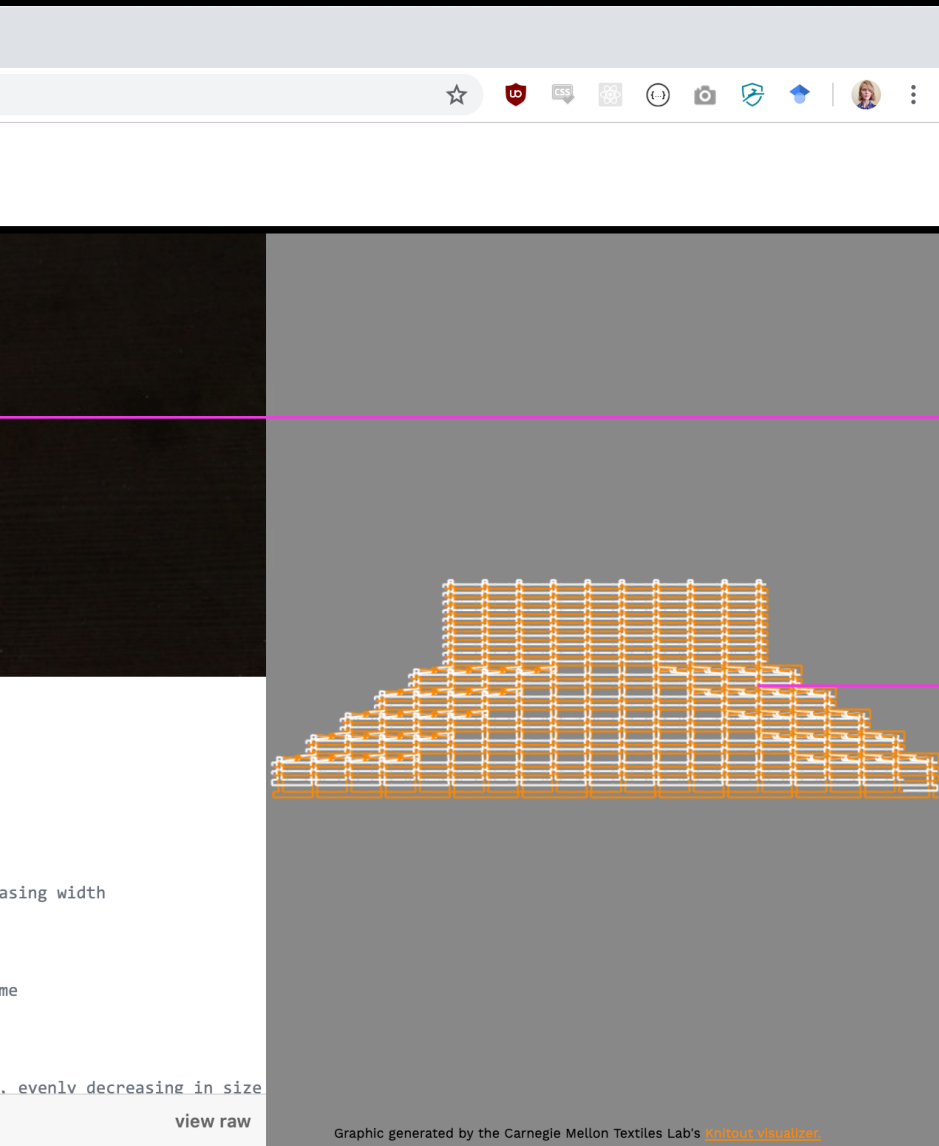 CSS
{...}
asing width
me
. evenly decreasing in size
view raw
Graphic generated by the Carnegie Mellon Textiles Lab's Knitout visualizer.